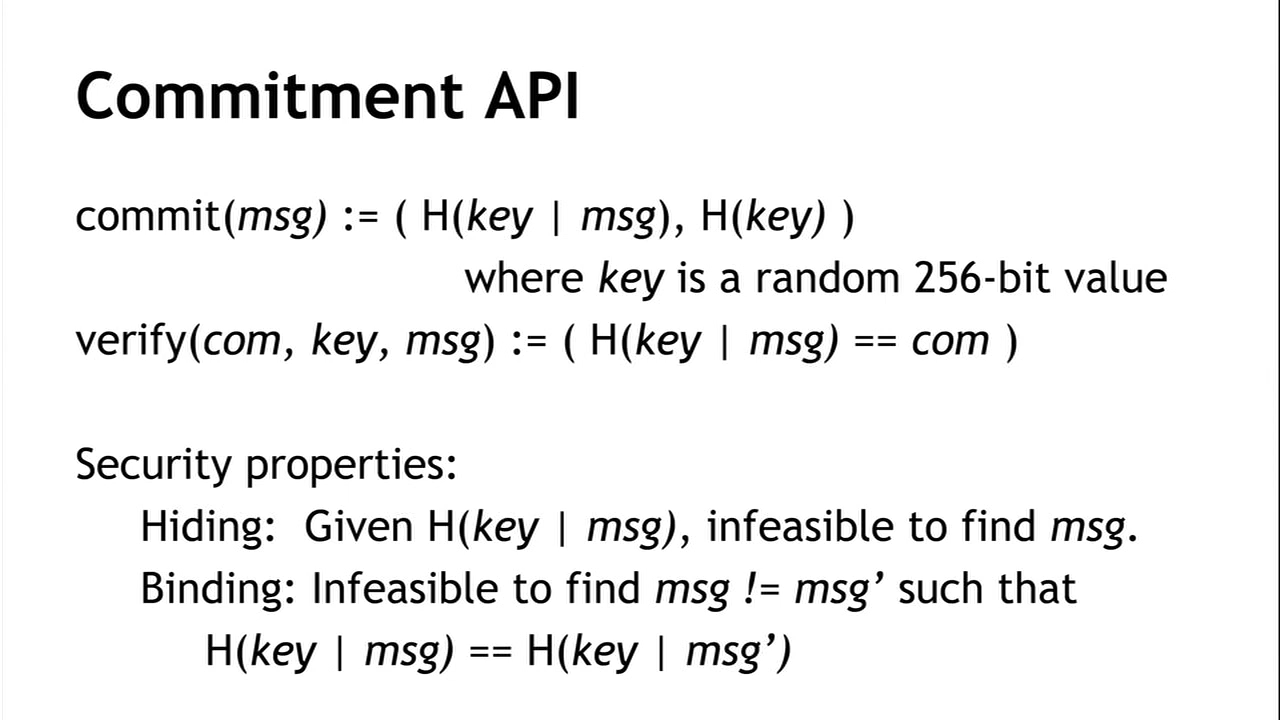 Commitment API
commit(msg) := ( H(key | msg), H(key) )
where key is a random 256-bit value
verify(com, key, msg) := ( H(key | msg) == com )
Security properties:
Hiding: Given H(key | msg), infeasible to find msg.
Binding: Infeasible to find msg != msg’ such that
H(key | msg) == H(key | msg’)